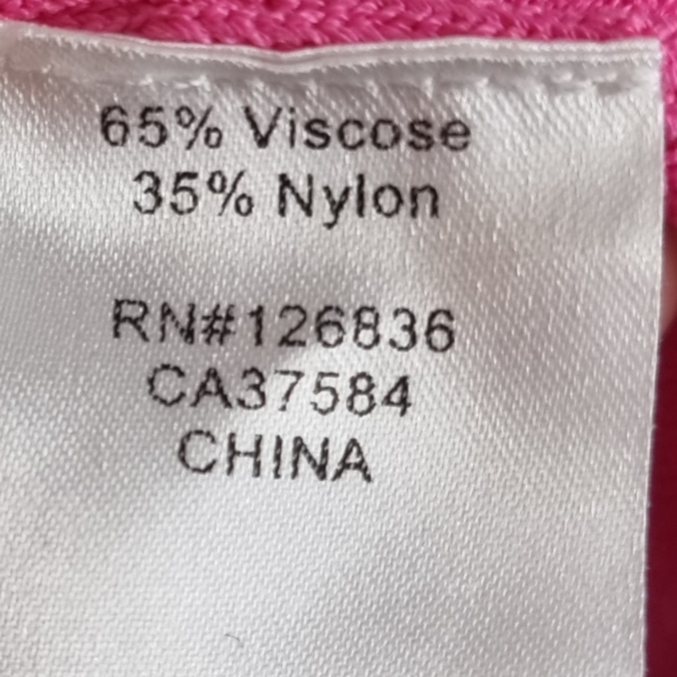 65% Viscose
35% Nylon
RN#126836
CA37584
CHINA